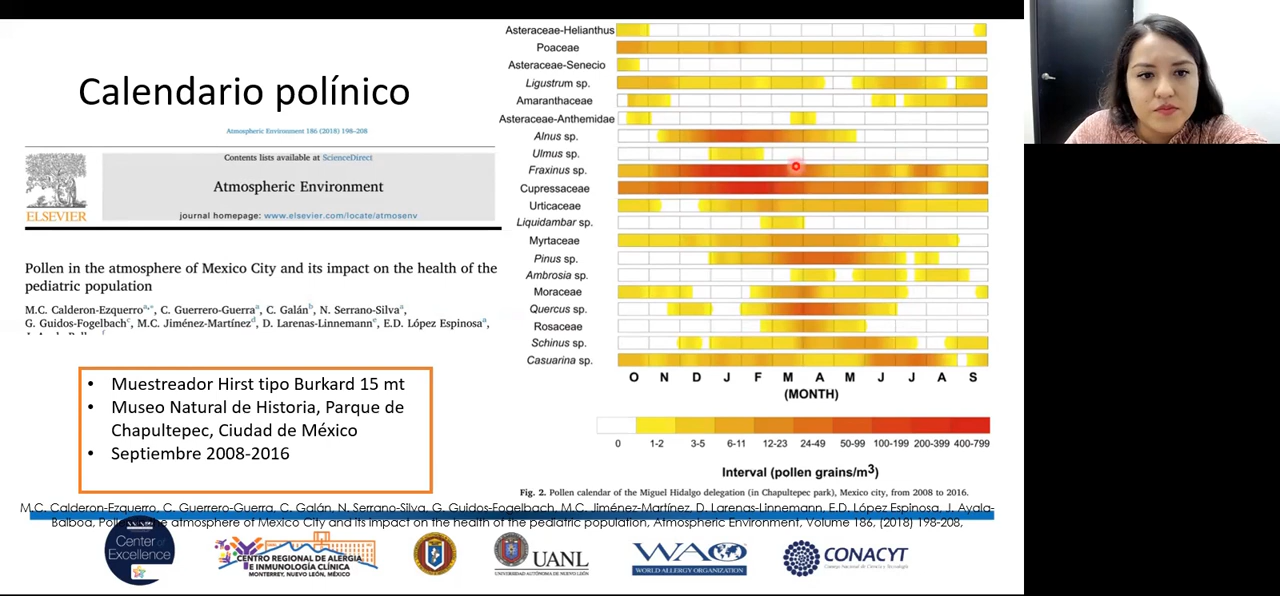 Calendario polínico
Atmospheric Environment 186 (2018) 198–208
Contents lists available at ScienceDirect
Atmospheric Environment
journal homepage: www.elsevier.com/locate/atmosenv
ELSEVIER
Pollen in the atmosphere of Mexico City and its impact on the health of the
pediatric population
M.C. Calderon-Ezquerro, C. Guerrero-Guerra, C. Galán, N. Serrano-Silva,
G. Guidos-Fogelbach, M.C. Jiménez-Martínez, D. Larenas-Linnemann, E.D. López Espinosa,
• Muestreador Hirst tipo Burkard 15 mt
• Museo Natural de Historia, Parque de
Chapultepec, Ciudad de México
• Septiembre 2008-2016
Asteraceae-Helianthus
Poaceae
Asteraceae-Senecio
Ligustrum sp.
Amaranthaceae
Asteraceae-Anthemidae
Alnus sp.
Ulmus sp.
Fraxinus sp.
Cupressaceae
Urticaceae
Liquidambar sp.
Myrtaceae
Pinus sp.
Ambrosia sp.
Moraceae
Quercus sp.
Rosaceae
Schinus sp.
Casuarina sp.
O N D J F M A M J J A S
(MONTH)
0 1-2 3-5 6-11 12-23 24-49 50-99 100-199 200-399 400-799
Interval (pollen grains/m3)
Fig. 2. Pollen calendar of the Miguel Hidalgo delegation (in Chapultepec park), Mexico city, from 2008 to 2016.
M.C. Calderon-Ezquerro, C. Guerrero-Guerra, C. Galán, N. Serrano-Silva, G. Guidos-Fogelbach, M.C. Jiménez-Martínez, D. Larenas-Linnemann, E.D. López Espinosa, J. Ayala-
Balboa, atmosphere of Mexico City and its impact on the health of the pediatric population, Atmospheric Environment, Volume 186, (2018) 198-208,
Center of
Excellence
CENTRO REGIONAL DE ALERGIA
E INMUNOLOGÍA CLÍNICA
MONTERREY, NUEVO LEÓN, MÉXICO
UANL
UNIVERSIDAD AUTÓNOMA DE NUEVO LEÓN
WAO
WORLD ALLERGY ORGANIZATION
CONACYT
Consejo Nacional de Ciencia y Tecnología